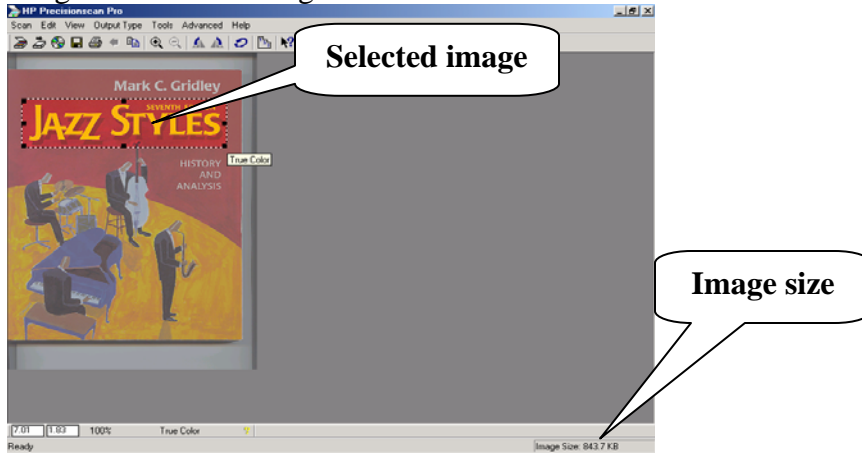 HP Precisionscan Pro
Scan Edit View Output Type Tools Advanced Help
Selected image
Mark C. Gridley
SEVENTH
JAZZ STYLES
True Color
HISTORY
AND
ANALYSIS
Image size
7.01 1.83 100% True Color
Ready
Image Size: 843.7 KB